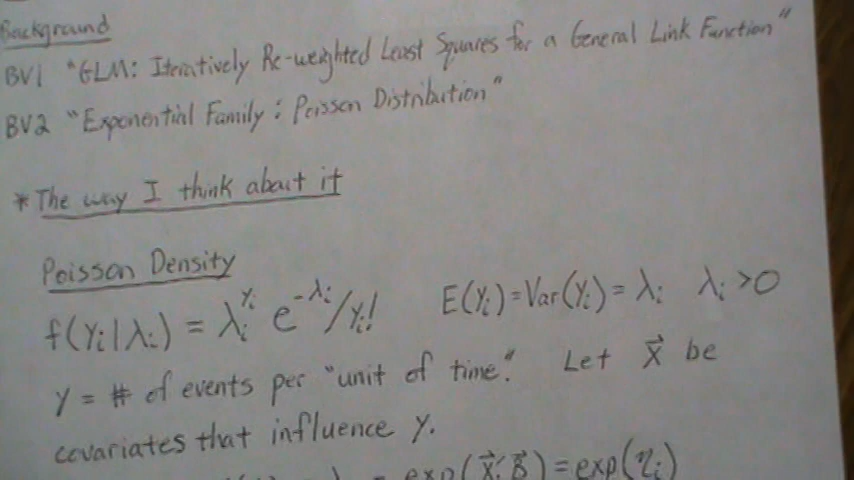 Background
BV1 "GLM: Iteratively Re-weighted Least Squares for a General Link Function"
BV2 "Exponential Family: Poisson Distribution"
* The way I think about it
Poisson Density
f(Yᵢ|λᵢ) = λᵢ^Yᵢ e^-λᵢ/Yᵢ! E(Yᵢ)=Var(Yᵢ)= λᵢ λᵢ>0
Y = # of events per "unit of time." Let X⃗ be
covariates that influence Y.
= exp(X⃗ᵢ'β⃗)=exp(ηᵢ)